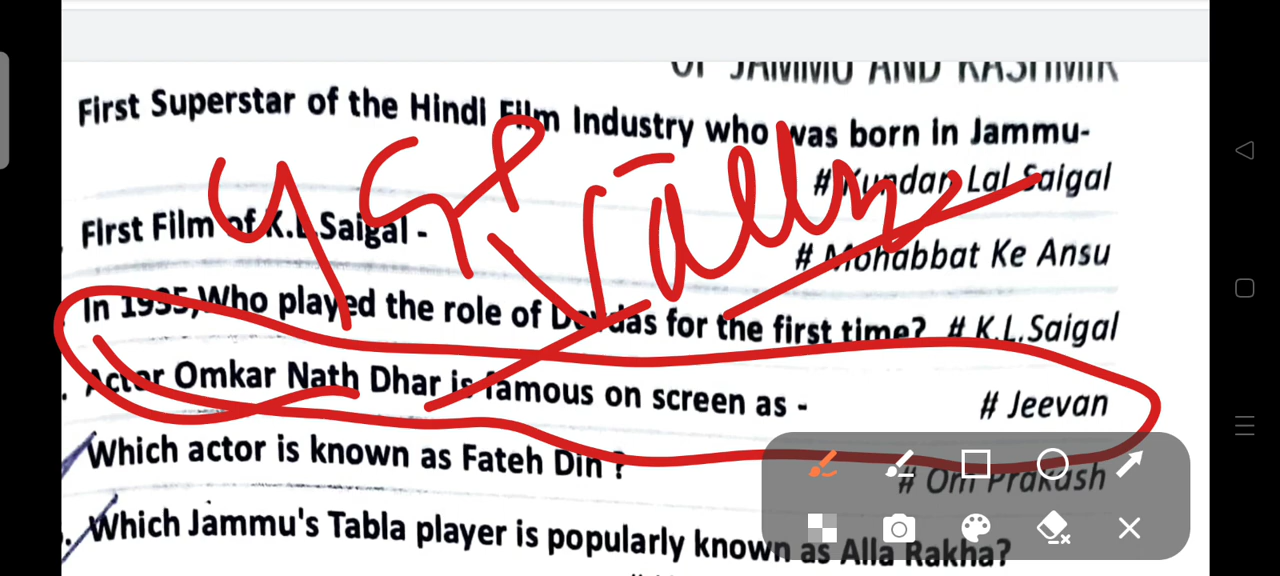 OF JAMMU AND KASHMIR
First Superstar of the Hindi Film Industry who was born in Jammu-
# Kundan Lal Saigal
First Film of K.L.Saigal -
# Mohabbat Ke Ansu
In 1935, Who played the role of Devdas for the first time? # K.L.Saigal
Actor Omkar Nath Dhar is famous on screen as - # Jeevan
Which actor is known as Fateh Din ?
# Om Prakash
Which Jammu's Tabla player is popularly known as Alla Rakha?